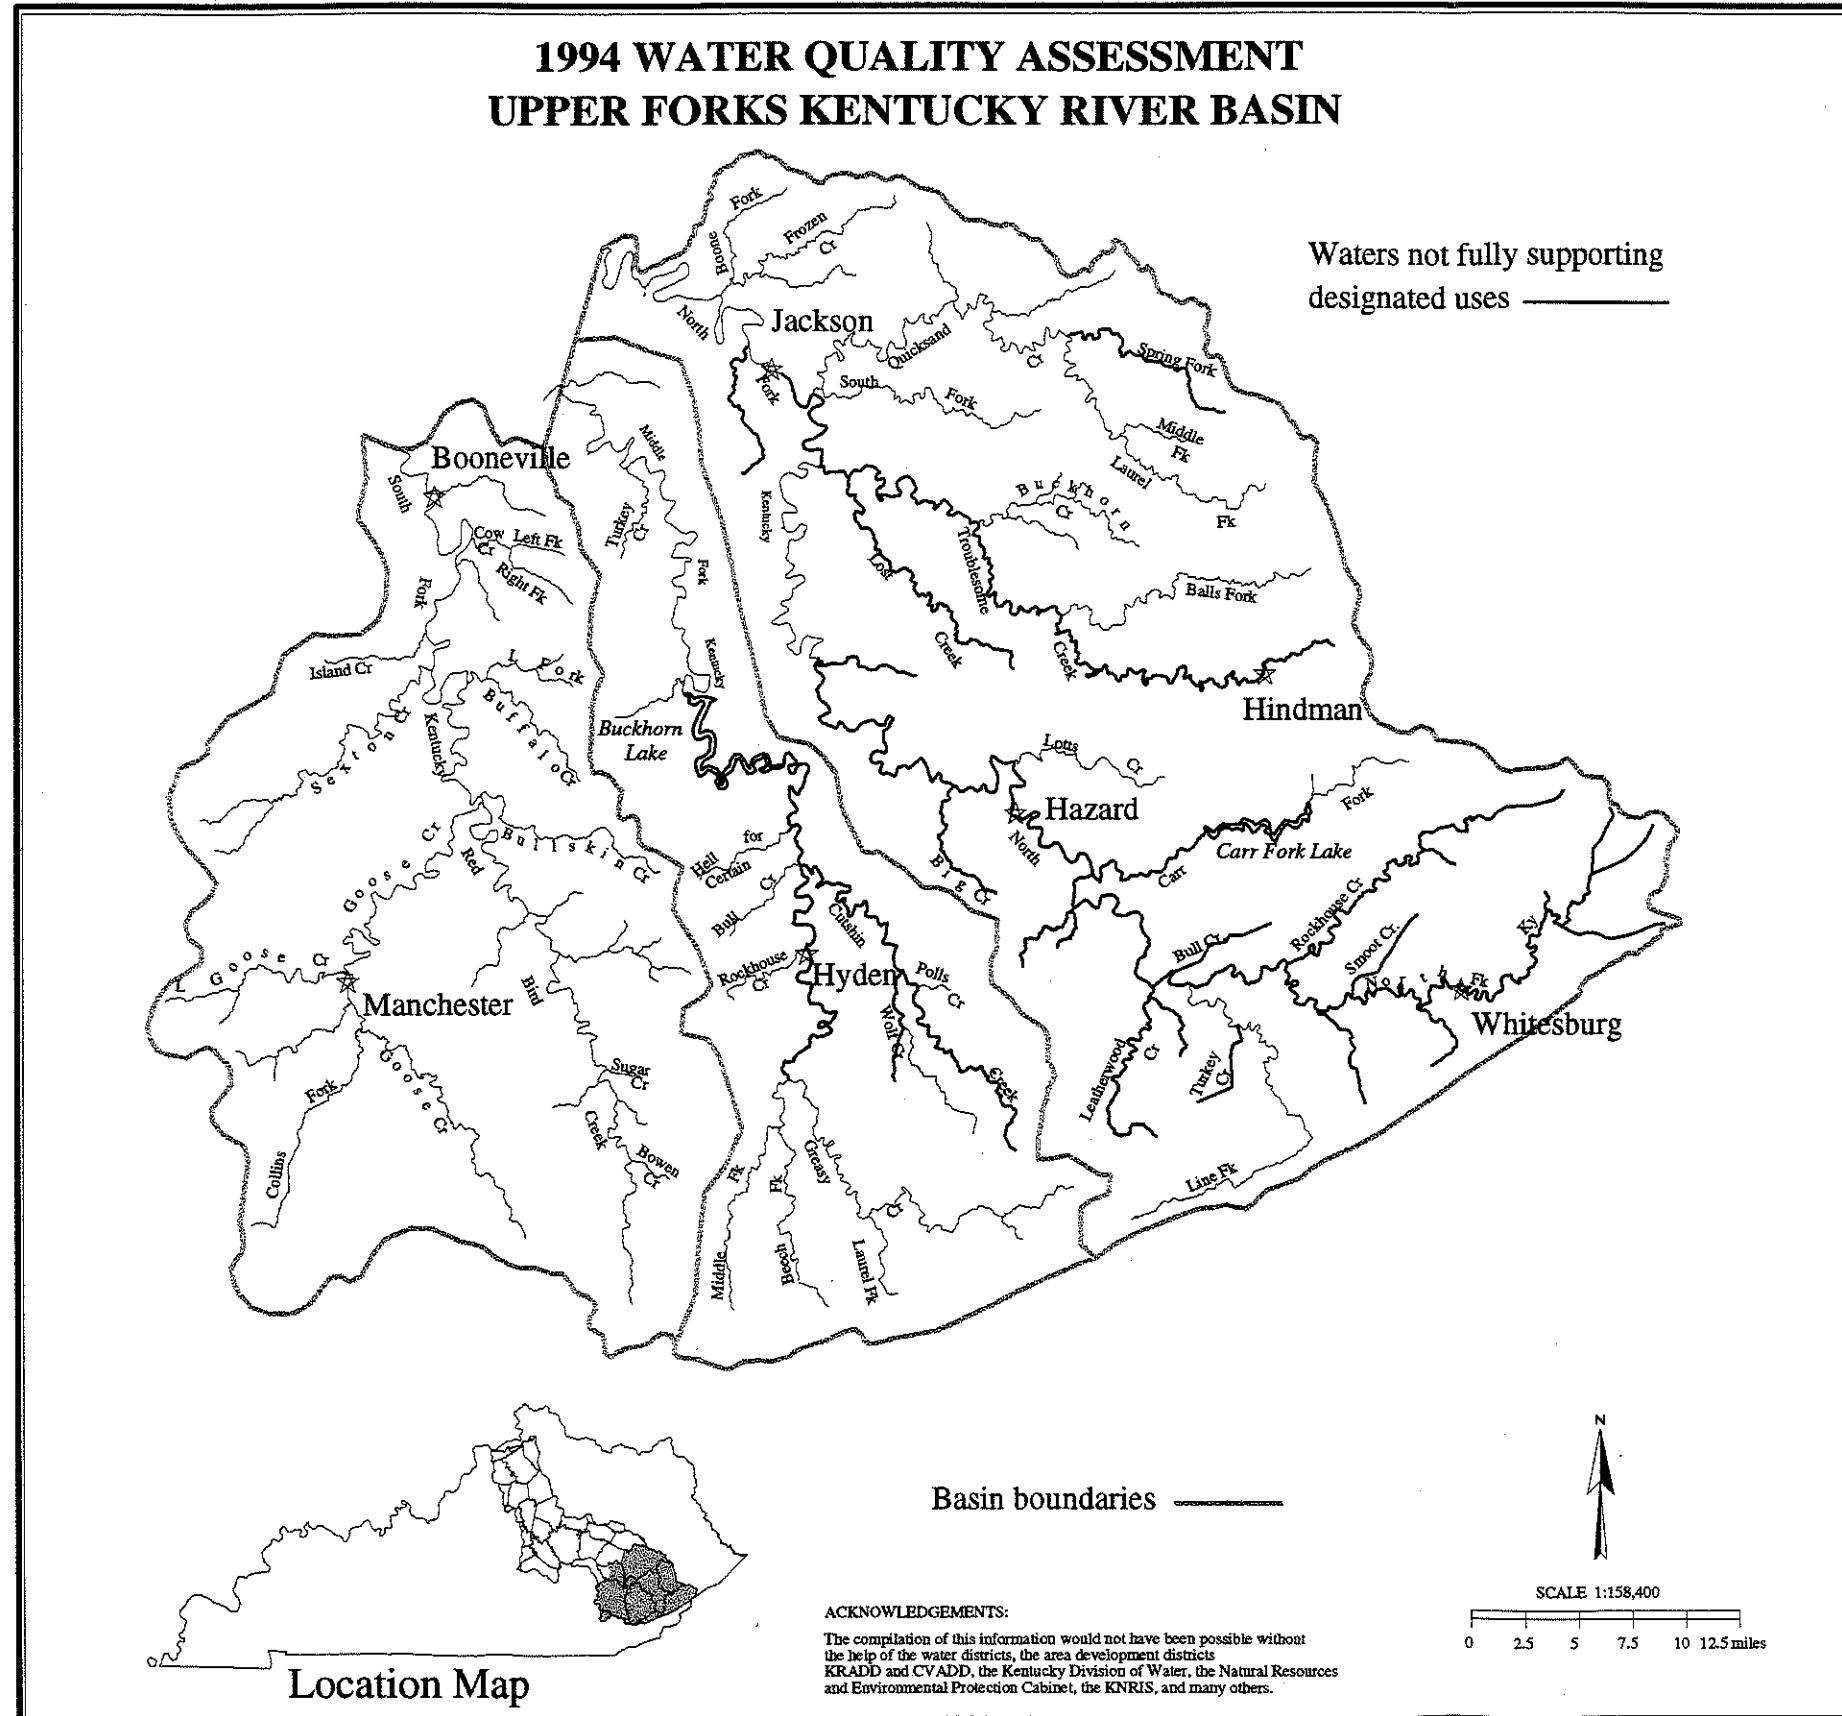 1994 WATER QUALITY ASSESSMENT
UPPER FORKS KENTUCKY RIVER BASIN
Waters not fully supporting
designated uses
Boone
Fork
Frozen
Cr
North
Jackson
Fork
Quicksand
Cr
Spring Fork
South
Fork
Middle
Fk
Laurel
Fk
Booneville
South
Middle
Turkey
Cr
Kentucky
Buckhorn
Cr
Cow
Cr
Left Fk
Right Fk
Fork
Fork
Lost
Creek
Troublesome
Creek
Balls Fork
Island Cr
L Fork
Kentucky
Hindman
Buffalo
Cr
Sexton
Cr
Kentucky
Buckhorn
Lake
Lotts
Cr
Hazard
North
Fork
Carr Fork Lake
Carr
Goose Cr
Red
Bullskin Cr
Hell
for
Certain
Cr
Bull
Big Cr
Cutshin
Bull Cr
Rockhouse Cr
Smoot Cr.
Ky
North
Fk
Whitesburg
L Goose Cr
Manchester
Bird
Rockhouse
Cr
Hyden
Polls
Cr
Wolf Cr
Creek
Leatherwood
Cr
Turkey
Cr
Goose Cr
Fork
Collins
Sugar
Cr
Creek
Bowen
Cr
Middle
Fk
Fk
Beech
Greasy
Cr
Laurel Fk
Line Fk
Location Map
Basin boundaries
N
SCALE 1:158,400
0 2.5 5 7.5 10 12.5 miles
ACKNOWLEDGEMENTS:
The compilation of this information would not have been possible without
the help of the water districts, the area development districts
KRADD and CVADD, the Kentucky Division of Water, the Natural Resources
and Environmental Protection Cabinet, the KNRIS, and many others.